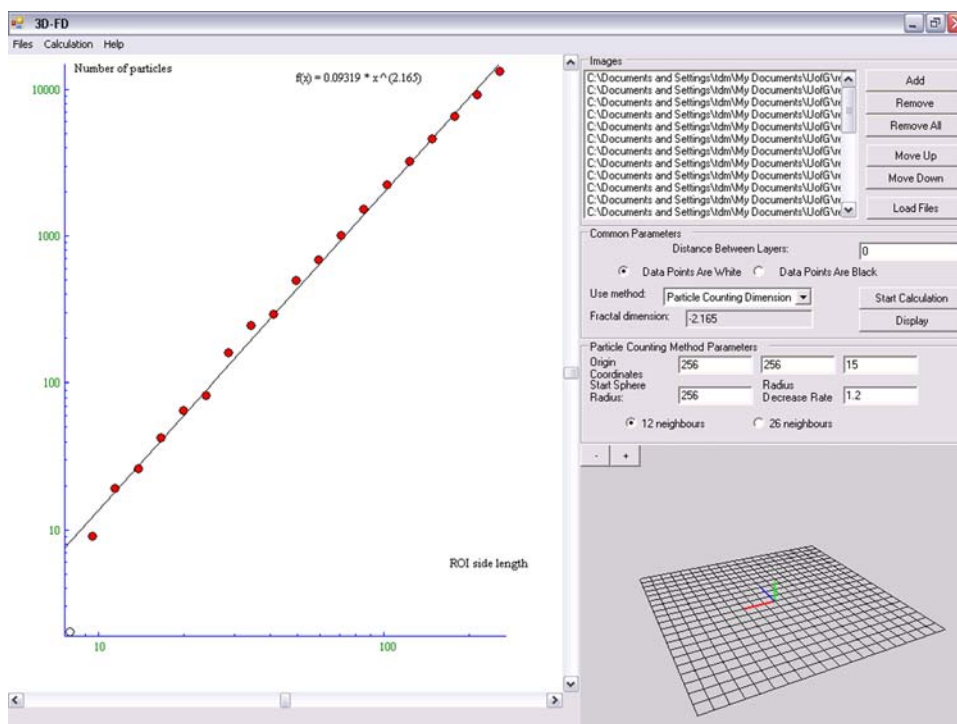 3D-FD
Files Calculation Help
Number of particles
f(x) = 0.09319 * x^(2.165)
10000
1000
100
10
ROI side length
10 100
Images
C:\Documents and Settings\tdm\My Documents\UofG\re
C:\Documents and Settings\tdm\My Documents\UofG\re
C:\Documents and Settings\tdm\My Documents\UofG\re
C:\Documents and Settings\tdm\My Documents\UofG\re
C:\Documents and Settings\tdm\My Documents\UofG\re
C:\Documents and Settings\tdm\My Documents\UofG\re
C:\Documents and Settings\tdm\My Documents\UofG\re
C:\Documents and Settings\tdm\My Documents\UofG\re
C:\Documents and Settings\tdm\My Documents\UofG\re
C:\Documents and Settings\tdm\My Documents\UofG\re
C:\Documents and Settings\tdm\My Documents\UofG\re
C:\Documents and Settings\tdm\My Documents\UofG\re
Add
Remove
Remove All
Move Up
Move Down
Load Files
Common Parameters
Distance Between Layers: 0
Data Points Are White Data Points Are Black
Use method: Particle Counting Dimension Start Calculation
Fractal dimension: -2.165 Display
Particle Counting Method Parameters
Origin Coordinates 256 256 15
Start Sphere Radius: 256 Radius Decrease Rate 1.2
12 neighbours 26 neighbours
- +